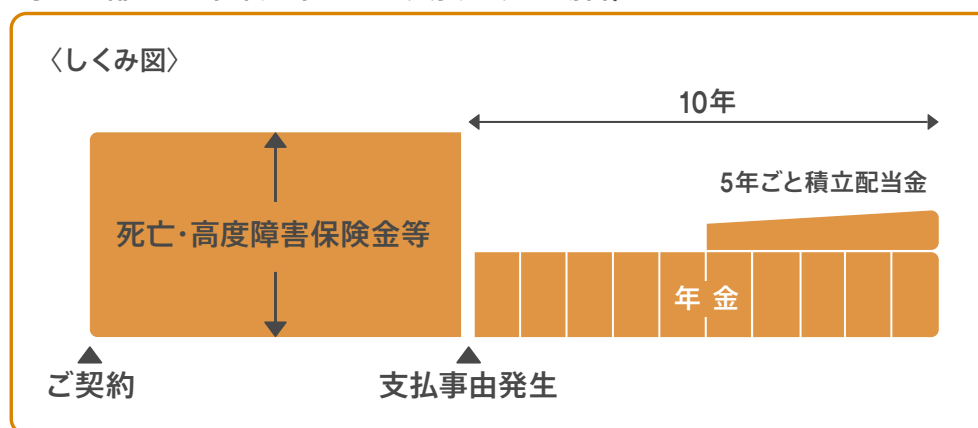 〈しくみ図〉
10年
5年ごと積立配当金
死亡・高度障害保険金等
年金
ご契約
支払事由発生